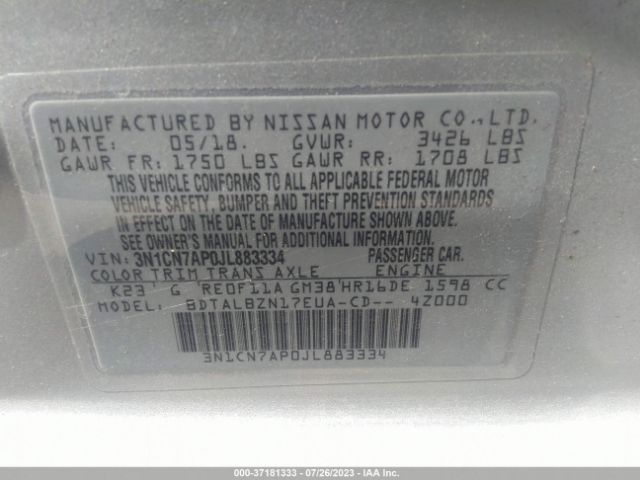 MANUFACTURED BY NISSAN MOTOR CO.,LTD.
DATE: 05/18. GVWR: 3426 LBS
GAWR FR: 1750 LBS GAWR RR: 1708 LBS
THIS VEHICLE CONFORMS TO ALL APPLICABLE FEDERAL MOTOR
VEHICLE SAFETY, BUMPER AND THEFT PREVENTION STANDARDS
IN EFFECT ON THE DATE OF MANUFACTURE SHOWN ABOVE.
SEE OWNER'S MANUAL FOR ADDITIONAL INFORMATION.
VIN: 3N1CN7AP0JL883334 PASSENGER CAR.
COLOR TRIM TRANS AXLE ENGINE
K23 G RE0F11A GM38 HR16DE 1598 CC
MODEL: BDTALBZN17EUA-CD-- 4Z000
3N1CN7AP0JL883334
000-37181333 | 07/26/2023 | COPART.COM